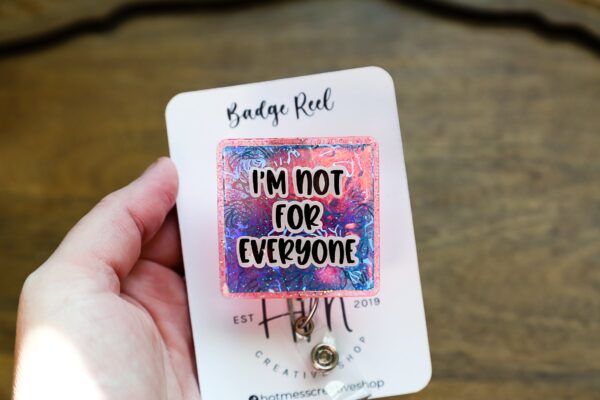 Badge Reel
I'M NOT
FOR
EVERYONE
EST 2019
CREATIVE SHOP
hotmesscreativeshop